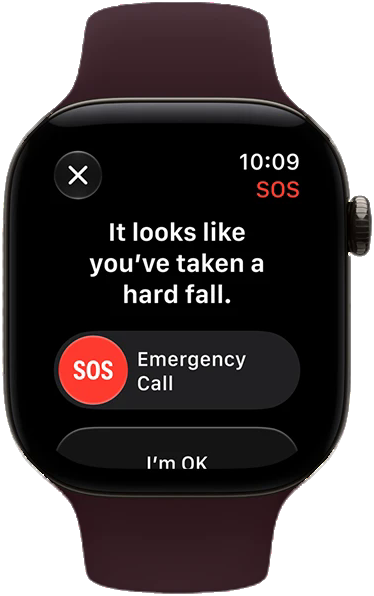 10:09
SOS
It looks like
you've taken a
hard fall.
SOS
Emergency
Call
I'm OK